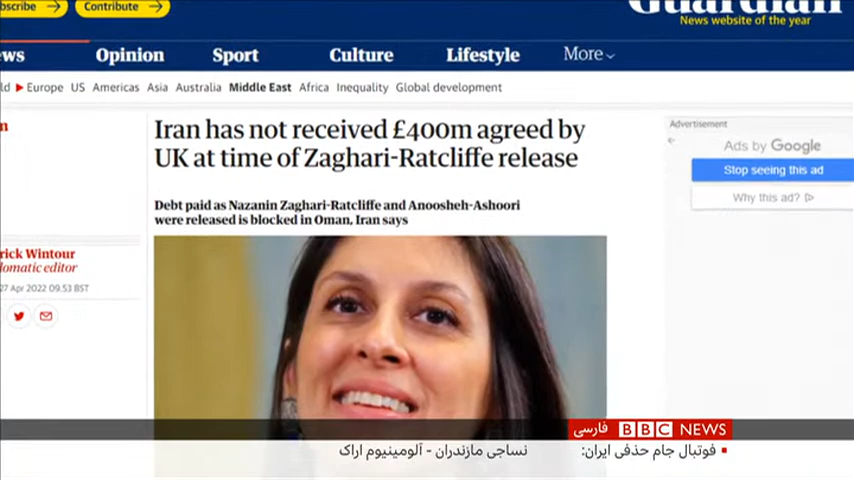 scribe →
Contribute →
Guardian
News website of the year
ws Opinion Sport Culture Lifestyle More
ld ▸ Europe US Americas Asia Australia Middle East Africa Inequality Global development
Iran has not received £400m agreed by
UK at time of Zaghari-Ratcliffe release
Debt paid as Nazanin Zaghari-Ratcliffe and Anoosheh-Ashoori
were released is blocked in Oman, Iran says
rick Wintour
lomatic editor
27 Apr 2022 09.53 BST
Advertisement
Ads by Google
Stop seeing this ad
Why this ad?
BBC NEWS فارسی
فوتبال جام حذفی ایران: نساجی مازندران - آلومینیوم اراک